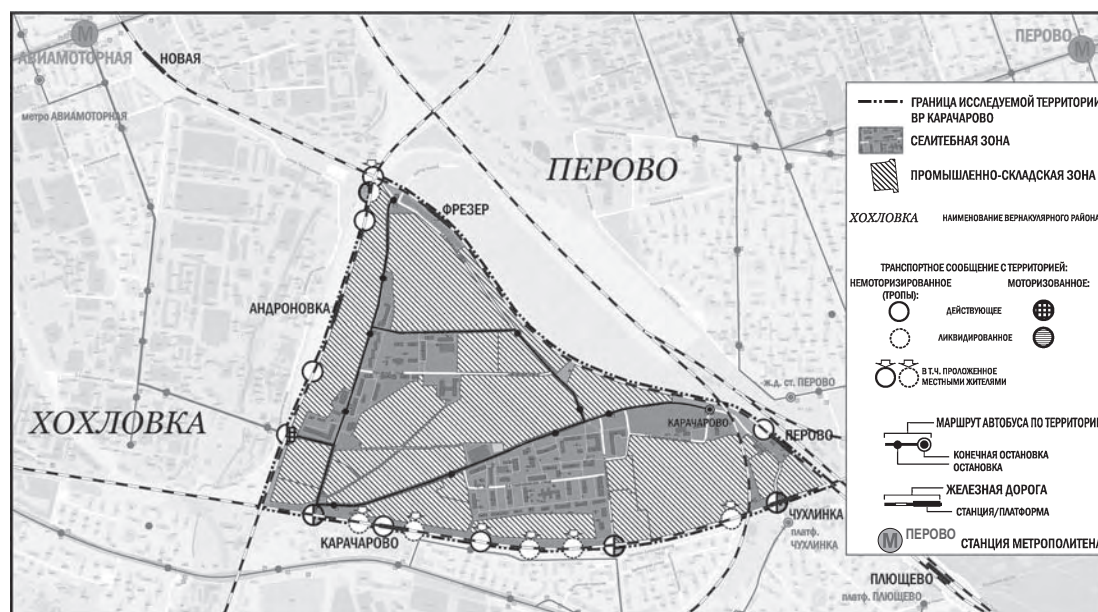 АВИАМОТОРНАЯ
метро АВИАМОТОРНАЯ
НОВАЯ
ПЕРОВО
ПЕРОВО
ФРЕЗЕР
АНДРОНОВКА
ХОХЛОВКА
Ж.Д. СТ. ПЕРОВО
КАРАЧАРОВО
ПЕРОВО
ЧУХЛИНКА
платф.
ЧУХЛИНКА
КАРАЧАРОВО
ПЛЮЩЕВО
платф. ПЛЮЩЕВО
ГРАНИЦА ИССЛЕДУЕМОЙ ТЕРРИТОРИИ
ВР КАРАЧАРОВО
СЕЛИТЕБНАЯ ЗОНА
ПРОМЫШЛЕННО-СКЛАДСКАЯ ЗОНА
ХОХЛОВКА НАИМЕНОВАНИЕ ВЕРНАКУЛЯРНОГО РАЙОНА
ТРАНСПОРТНОЕ СООБЩЕНИЕ С ТЕРРИТОРИЕЙ:
НЕМОТОРИЗИРОВАННОЕ МОТОРИЗОВАННОЕ:
(ТРОПЫ):
ДЕЙСТВУЮЩЕЕ
ЛИКВИДИРОВАННОЕ
В Т.Ч. ПРОЛОЖЕННОЕ
МЕСТНЫМИ ЖИТЕЛЯМИ
МАРШРУТ АВТОБУСА ПО ТЕРРИТОРИИ
КОНЕЧНАЯ ОСТАНОВКА
ОСТАНОВКА
ЖЕЛЕЗНАЯ ДОРОГА
СТАНЦИЯ/ПЛАТФОРМА
М ПЕРОВО СТАНЦИЯ МЕТРОПОЛИТЕНА